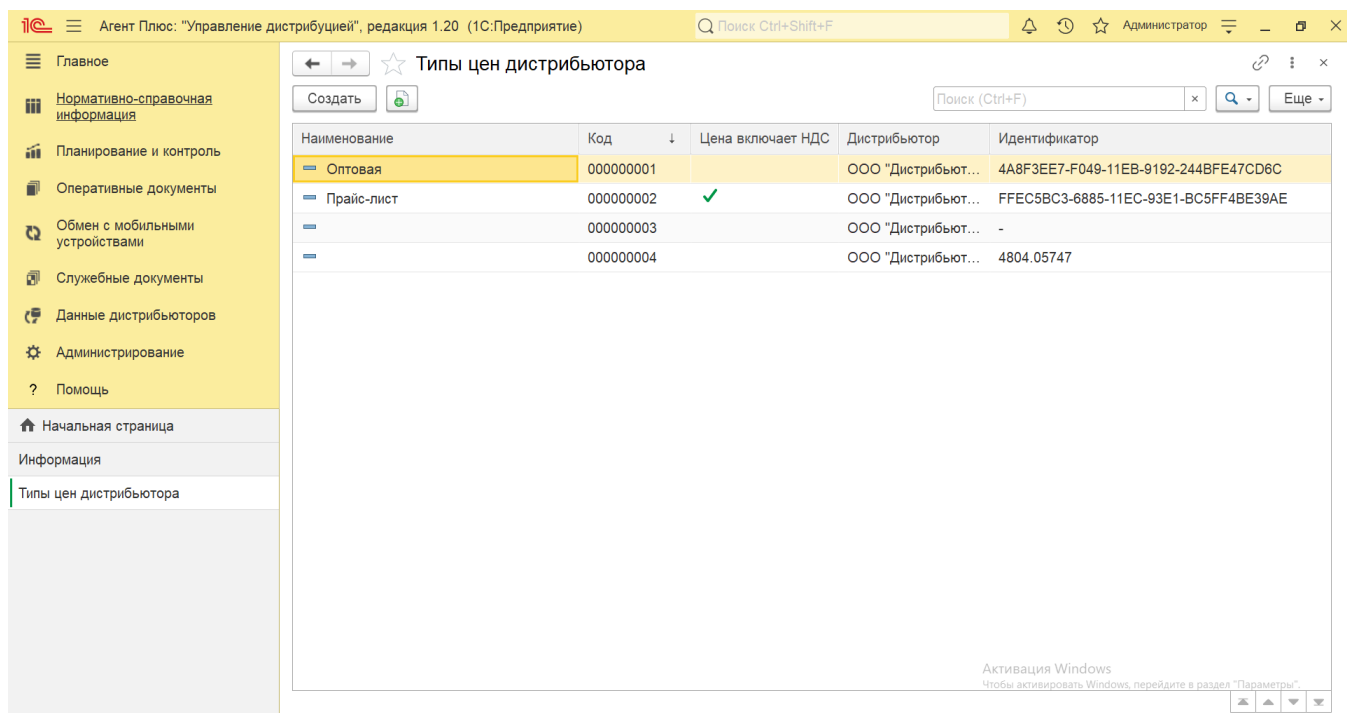 1С Агент Плюс: "Управление дистрибуцией", редакция 1.20 (1С:Предприятие) Поиск Ctrl+Shift+F Администратор
Главное
Нормативно-справочная
информация
Планирование и контроль
Оперативные документы
Обмен с мобильными
устройствами
Служебные документы
Данные дистрибьюторов
Администрирование
? Помощь
Начальная страница
Информация
Типы цен дистрибьютора
Типы цен дистрибьютора
Создать Поиск (Ctrl+F) × Еще
Наименование Код ↓ Цена включает НДС Дистрибьютор Идентификатор
Оптовая 000000001 ООО "Дистрибьют... 4A8F3EE7-F049-11EB-9192-244BFE47CD6C
Прайс-лист 000000002 ООО "Дистрибьют... FFEC5BC3-6885-11EC-93E1-BC5FF4BE39AE
000000003 ООО "Дистрибьют... -
000000004 ООО "Дистрибьют... 4804.05747
Активация Windows
Чтобы активировать Windows, перейдите в раздел "Параметры".